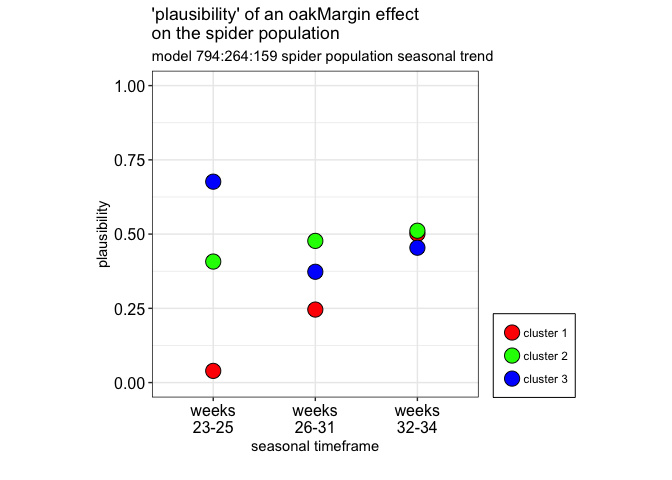 'plausibility' of an oakMargin effect
on the spider population
model 794:264:159 spider population seasonal trend
1.00
0.75
0.50
0.25
0.00
plausibility
weeks
23-25
weeks
26-31
weeks
32-34
seasonal timeframe
cluster 1
cluster 2
cluster 3